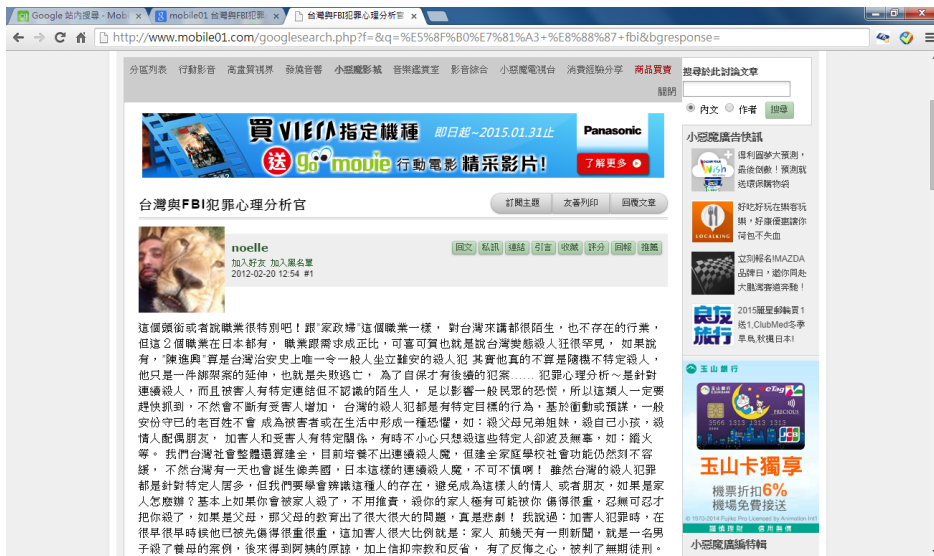 Google 站內搜尋 - Mobi
mobile01 台灣與FBI犯罪
台灣與FBI犯罪心理分析官
http://www.mobile01.com/googlesearch.php?f=&q=%E5%8F%B0%E7%81%A3+%E8%88%87+fbi&bgresponse=
分區列表 行動影音 高畫質視界 發燒音響 小惡魔影城 音樂鑑賞室 影音綜合 小惡魔電視台 消費經驗分享 商品買賣
關閉
買 VIERA指定機種 即日起~2015.01.31止
送 go movie 行動電影 精采影片!
Panasonic
了解更多
台灣與FBI犯罪心理分析官
訂閱主題 友善列印 回覆文章
noelle
加入好友 加入黑名單
2012-02-20 12:54 #1
回文 私訊 連結 引言 收藏 評分 回報 推薦
這個頭銜或者說職業很特別吧!跟"家政婦"這個職業一樣, 對台灣來講都很陌生,也不存在的行業,
但這2個職業在日本都有, 職業跟需求成正比,可喜可賀也就是說台灣變態殺人狂很罕見, 如果說
有,"陳進興"算是台灣治安史上唯一令一般人坐立難安的殺人犯 其實他真的不算是隨機不特定殺人,
他只是一件綁架案的延伸,也就是失敗逃亡, 為了自保才有後續的犯案...... 犯罪心理分析~是針對
連續殺人,而且被害人有特定連結但不認識的陌生人, 足以影響一般民眾的恐慌,所以這類人一定要
趕快抓到,不然會不斷有受害人增加, 台灣的殺人犯都是有特定目標的行為,基於衝動或預謀,一般
安份守已的老百姓不會 成為被害者或在生活中形成一種恐懼,如:殺父母兄弟姐妹,殺自己小孩,殺
情人配偶朋友, 加害人和受害人有特定關係,有時不小心只想殺這些特定人卻波及無辜,如:縱火
等。 我們台灣社會整體還算建全,目前培養不出連續殺人魔,但建全家庭學校社會功能仍然刻不容
緩, 不然台灣有一天也會誕生像美國,日本這樣的連續殺人魔,不可不慎啊! 雖然台灣的殺人犯罪
都是針對特定人居多,但我們要學會辨識這種人的存在,避免成為這樣人的情人 或者朋友,如果是家
人怎麼辦?基本上如果你會被家人殺了,不用推責,殺你的家人極有可能被你 傷得很重,忍無可忍才
把你殺了,如果是父母,那父母的教育出了很大很大的問題,真是悲劇! 我說過:加害人犯罪時,在
很早很早時候他已被先傷得很重很重,這加害人很大比例就是:家人 前幾天有一則新聞,就是一名男
子殺了養母的案例,後來得到阿姨的原諒,加上信仰宗教和反省, 有了反悔之心,被判了無期徒刑。
搜尋於此討論文章
內文 作者 搜尋
小惡魔廣告快訊
得利圓夢大預測,
最後倒數!預測就
送環保購物袋
LOCALKING
好吃好玩在樂客玩
樂,好康優惠讓你
荷包不失血
立刻報名!MAZDA
品牌日,邀你同赴
大鵬灣賽道奔馳!
良友旅行
2015麗星郵輪買1
送1,ClubMed冬季
早鳥,秋楓日本!
玉山銀行
eTag
PRECIOUS
3566 1313 1313 1313
JCB
玉山卡獨享
機票折扣6%
機場免費接送
謹慎理財 信用無價
小惡魔廣編特輯